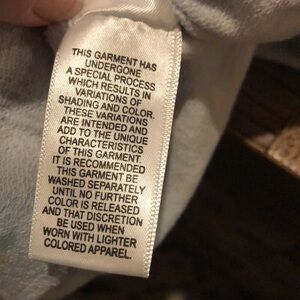 THIS GARMENT HAS
UNDERGONE
A SPECIAL PROCESS
WHICH RESULTS IN
VARIATIONS OF
SHADING AND COLOR.
THESE VARIATIONS
ARE INTENDED AND
ADD TO THE UNIQUE
CHARACTERISTICS
OF THIS GARMENT.
IT IS RECOMMENDED
THIS GARMENT BE
WASHED SEPARATELY
UNTIL NO FURTHER
COLOR IS RELEASED
AND THAT DISCRETION
BE USED WHEN
WORN WITH LIGHTER
COLORED APPAREL.